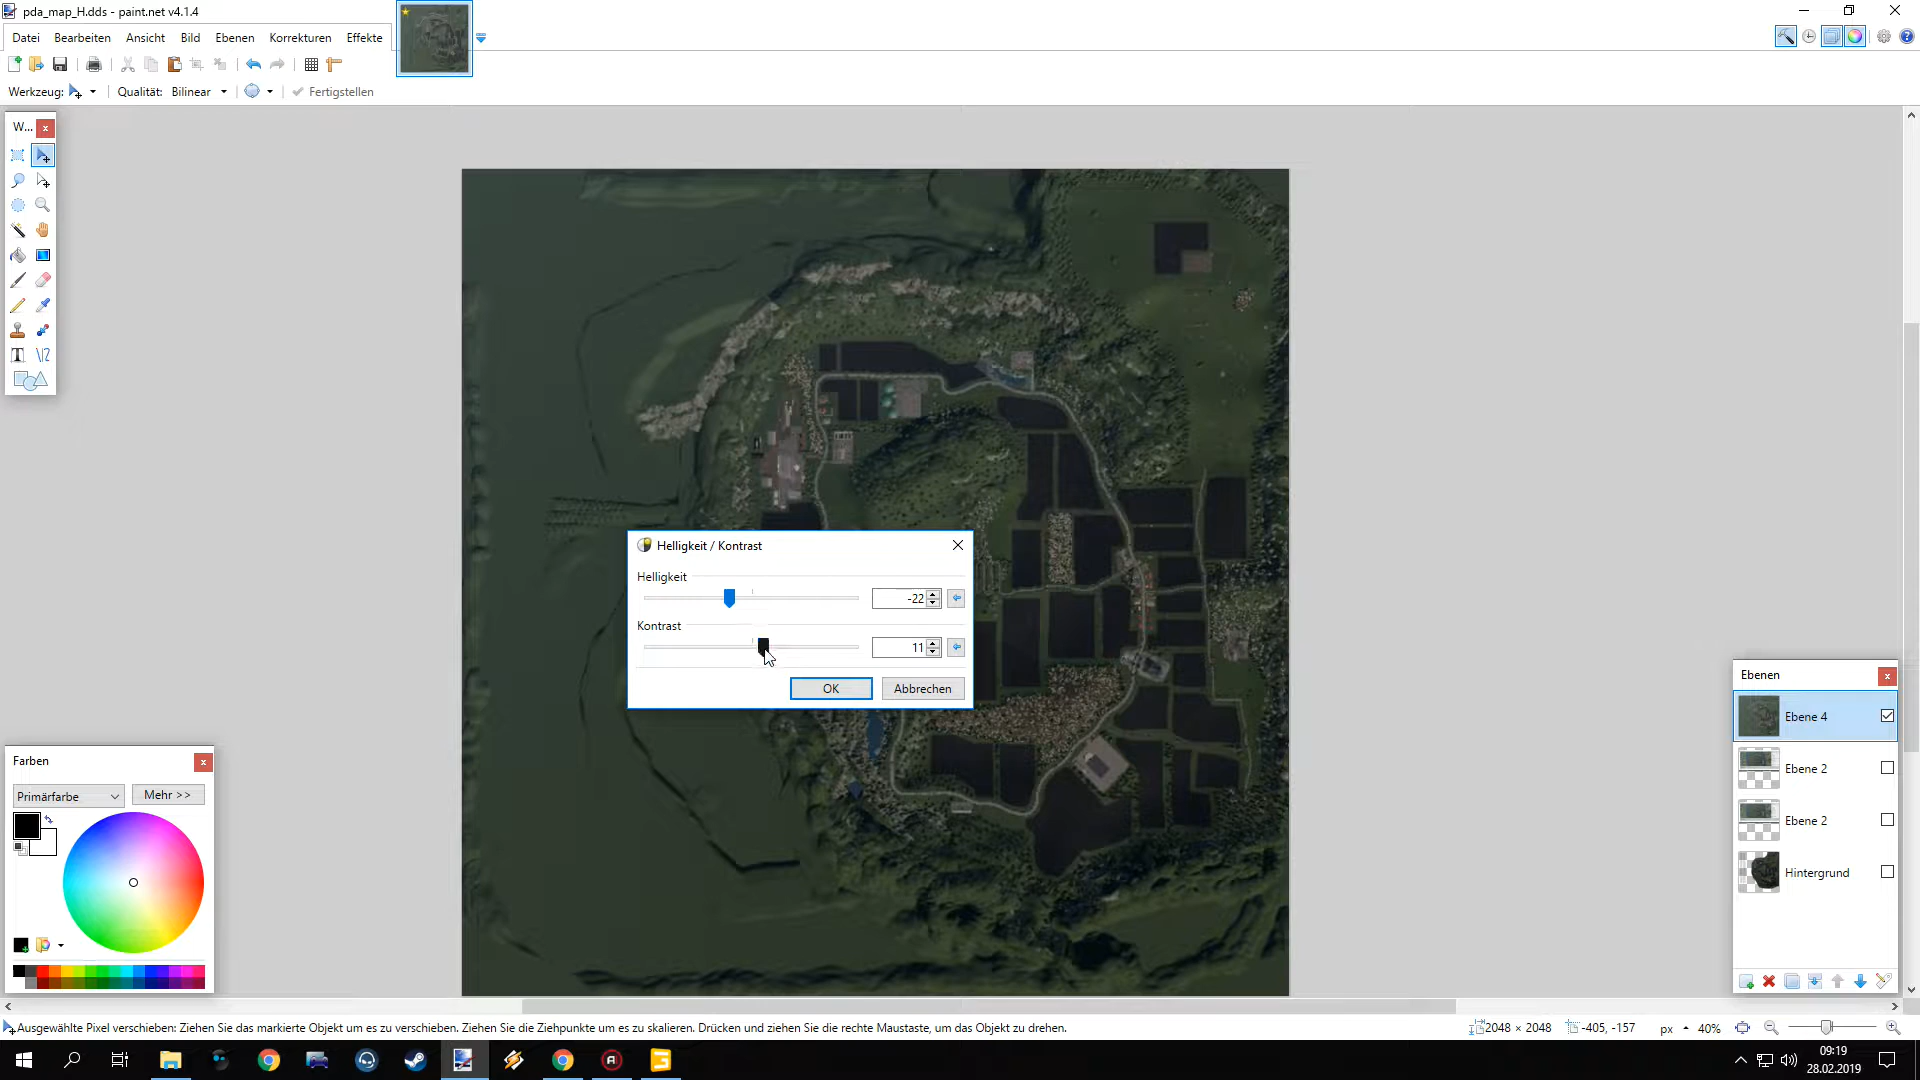 pda_map_H.dds - paint.net v4.1.4
Datei Bearbeiten Ansicht Bild Ebenen Korrekturen Effekte
Werkzeug: Qualität: Bilinear Fertigstellen
W...
Helligkeit / Kontrast
Helligkeit
-22
Kontrast
11
OK Abbrechen
Ebenen
Ebene 4
Ebene 2
Ebene 2
Hintergrund
Farben
Primärfarbe Mehr >>
Ausgewählte Pixel verschieben: Ziehen Sie das markierte Objekt um es zu verschieben. Ziehen Sie die Ziehpunkte um es zu skalieren. Drücken und ziehen Sie die rechte Maustaste, um das Objekt zu drehen.
2048 × 2048 -405, -157 px 40%
09:19
28.02.2019